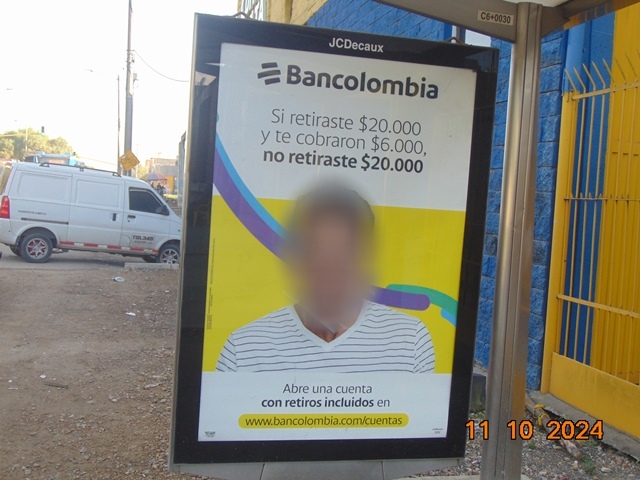 C6+0030
JCDecaux
Bancolombia
Si retiraste $20.000
y te cobraron $6.000,
no retiraste $20.000
Abre una cuenta
con retiros incluidos en
www.bancolombia.com/cuentas
11 10 2024